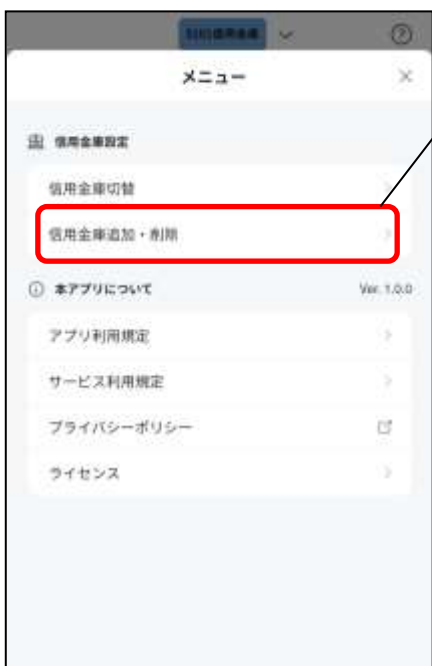 メニュー
信用金庫設定
信用金庫切替
信用金庫追加・削除
本アプリについて
Ver. 1.0.0
アプリ利用規定
サービス利用規定
プライバシーポリシー
ライセンス